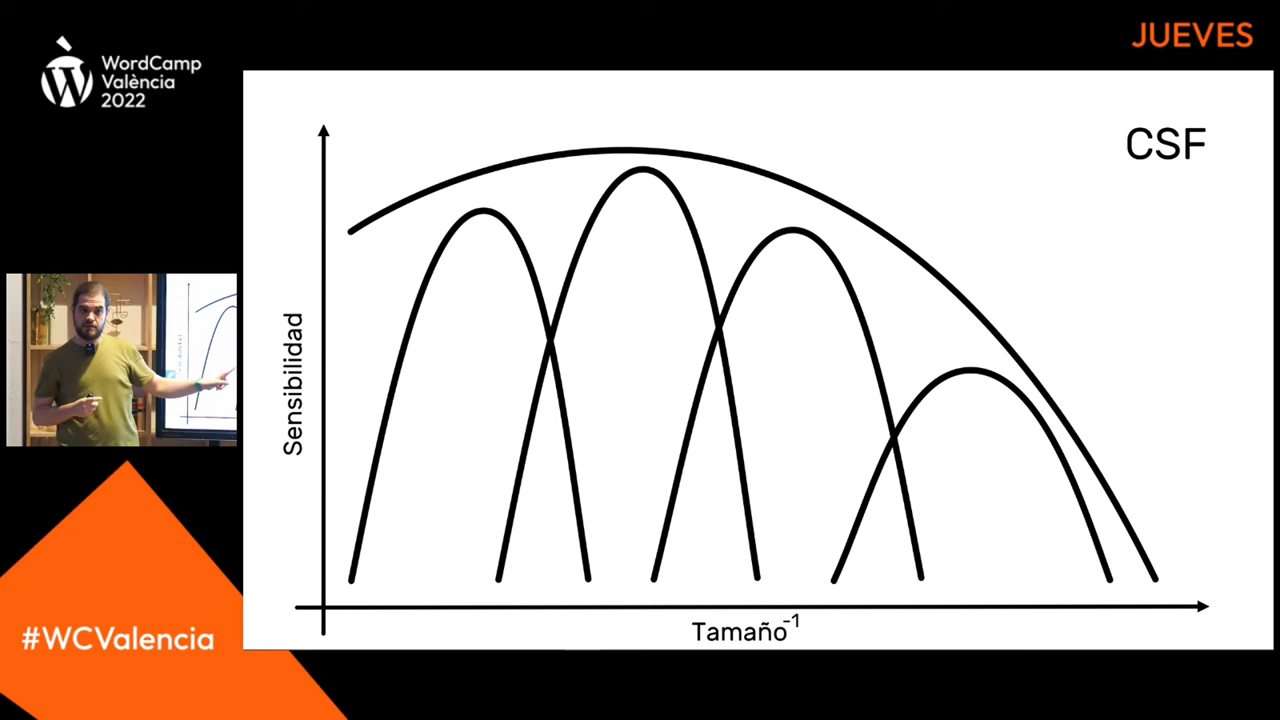 WordCamp
València
2022
JUEVES
CSF
Sensibilidad
Tamaño-1
#WCValencia